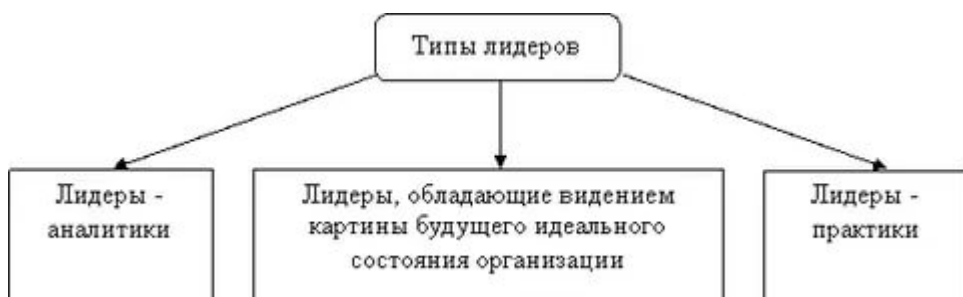 Типы лидеров
Лидеры -
аналитики
Лидеры, обладающие видением
картины будущего идеального
состояния организации
Лидеры -
практики